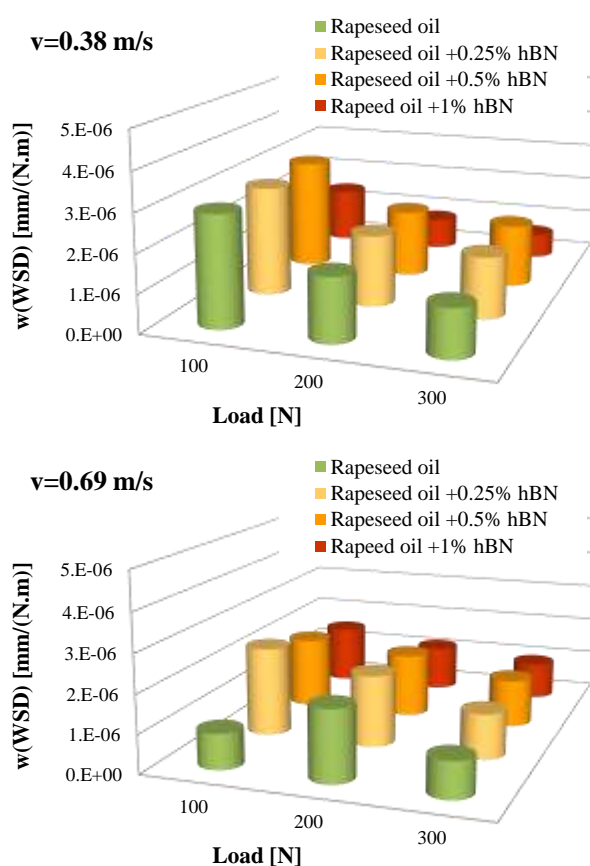 v=0.38 m/s
Rapeseed oil
Rapeseed oil +0.25% hBN
Rapeseed oil +0.5% hBN
Rapeed oil +1% hBN
w(WSD) [mm/(N.m)]
5.E-06
4.E-06
3.E-06
2.E-06
1.E-06
0.E+00
100
200
300
Load [N]
v=0.69 m/s
Rapeseed oil
Rapeseed oil +0.25% hBN
Rapeseed oil +0.5% hBN
Rapeed oil +1% hBN
w(WSD) [mm/(N.m)]
5.E-06
4.E-06
3.E-06
2.E-06
1.E-06
0.E+00
100
200
300
Load [N]